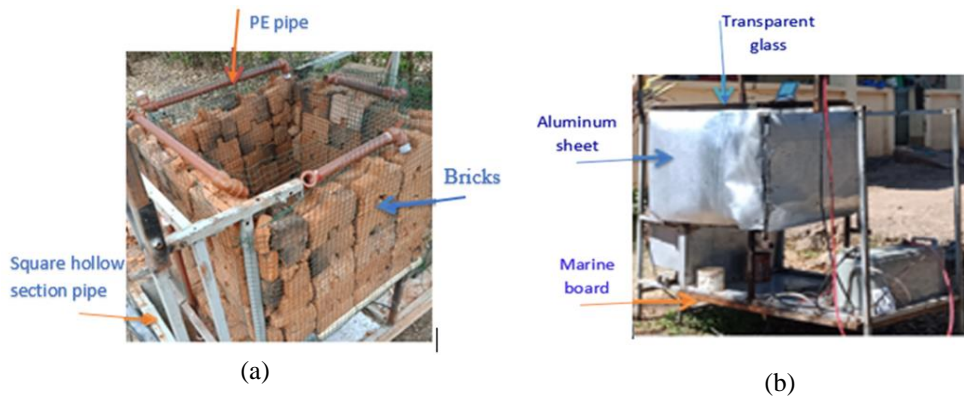 PE pipe
Bricks
Square hollow
section pipe
(a)
Transparent
glass
Aluminum
sheet
Marine
board
(b)